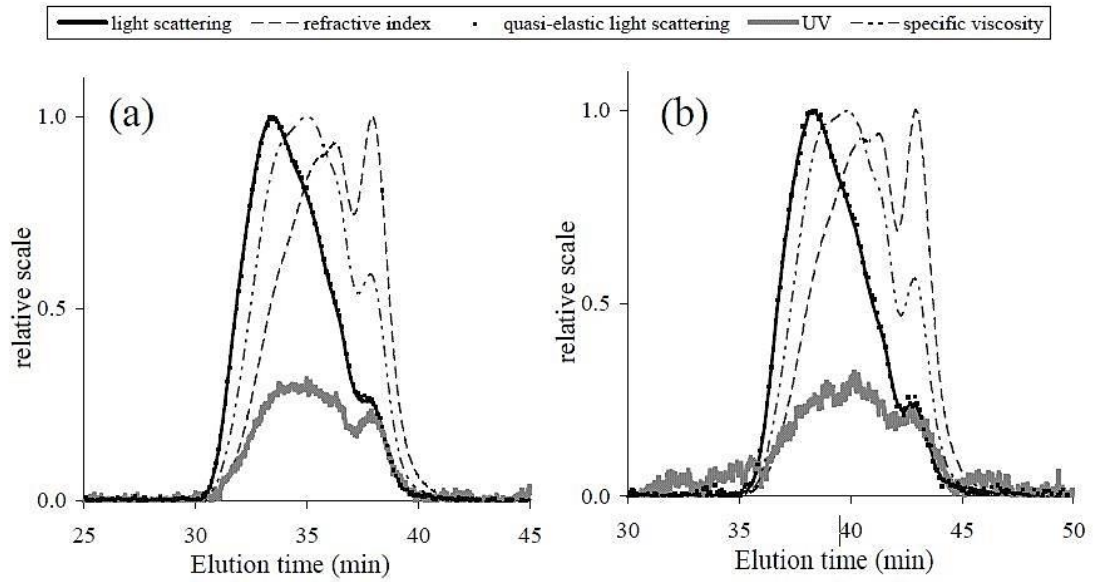 light scattering refractive index quasi-elastic light scattering UV specific viscosity
(a)
1.0
0.5
0.0
relative scale
25 30 35 40 45
Elution time (min)
(b)
1.0
0.5
0.0
relative scale
30 35 40 45 50
Elution time (min)